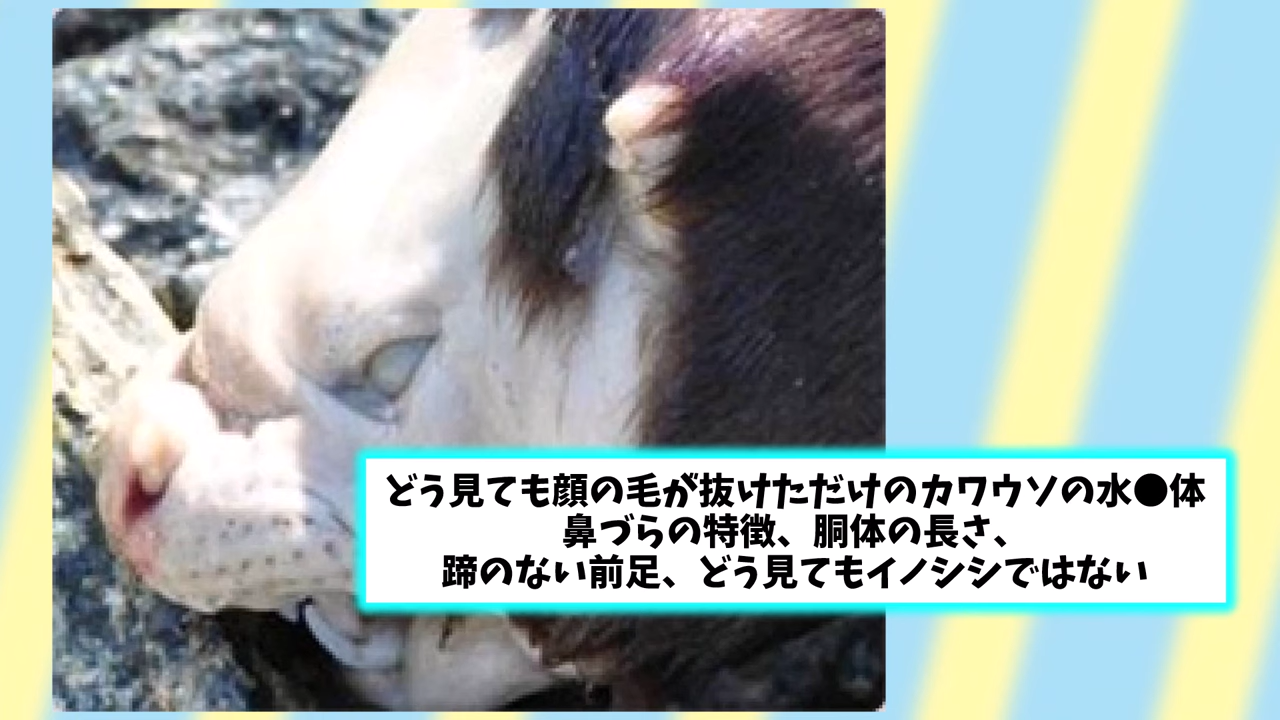 どう見ても顔の毛が抜けただけのカワウソの水●体
鼻づらの特徴、胴体の長さ、
蹄のない前足、どう見てもイノシシではない